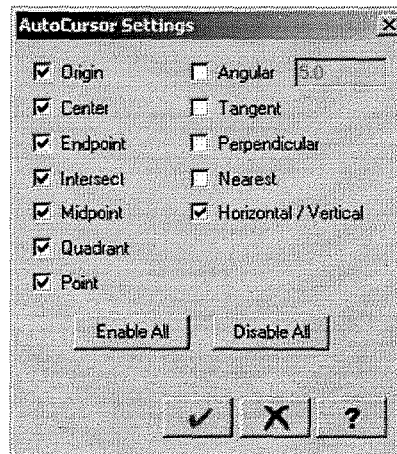 AutoCursor Settings
Origin
Angular 5.0
Center
Tangent
Endpoint
Perpendicular
Intersect
Nearest
Midpoint
Horizontal / Vertical
Quadrant
Point
Enable All
Disable All
?